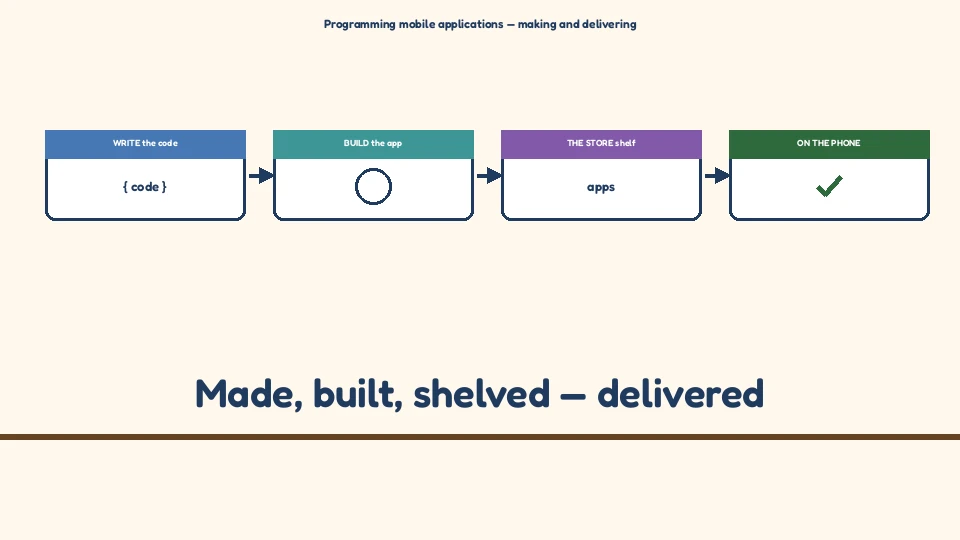 Programming mobile applications — making and delivering
WRITE the code
BUILD the app
THE STORE shelf
ON THE PHONE
{ code }
apps
Made, built, shelved — delivered